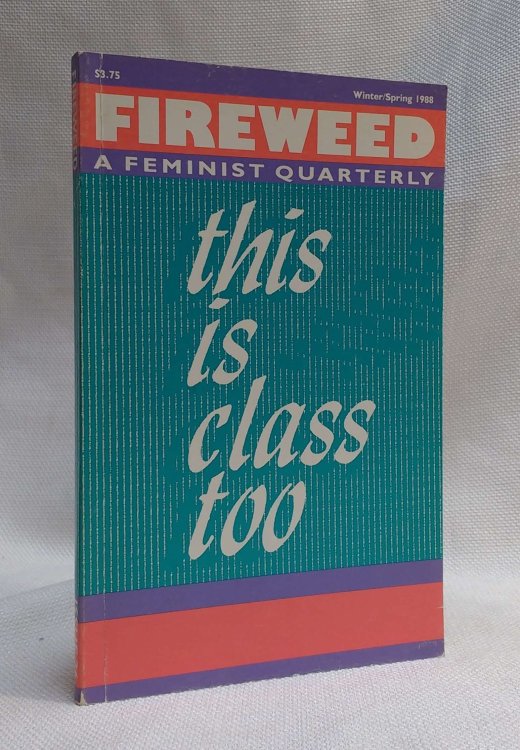 $3.75
Winter/Spring 1988
FIREWEED
A FEMINIST QUARTERLY
this
is
class
too